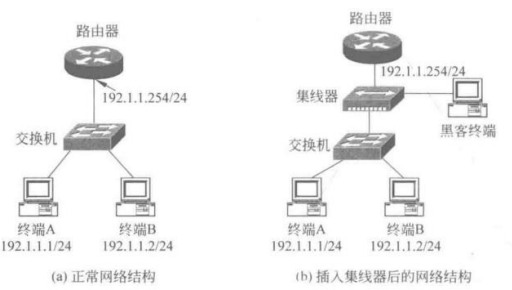 路由器
192.1.1.254/24
交换机
终端A
192.1.1.1/24
终端B
192.1.1.2/24
(a) 正常网络结构
路由器
192.1.1.254/24
集线器
黑客终端
交换机
终端A
192.1.1.1/24
终端B
192.1.1.2/24
(b) 插入集线器后的网络结构